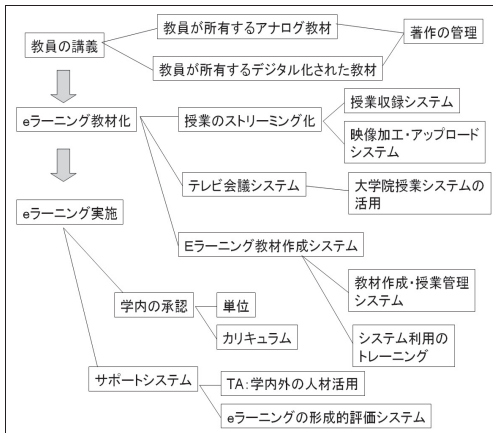 教員が所有するアナログ教材
著作の管理
教員の講義
教員が所有するデジタル化された教材
授業収録システム
eラーニング教材化
授業のストリーミング化
映像加工・アップロード
システム
テレビ会議システム
大学院授業システムの
活用
eラーニング実施
Eラーニング教材作成システム
教材作成・授業管理
システム
学内の承認
単位
カリキュラム
システム利用の
トレーニング
サポートシステム
TA:学内外の人材活用
eラーニングの形成的評価システム